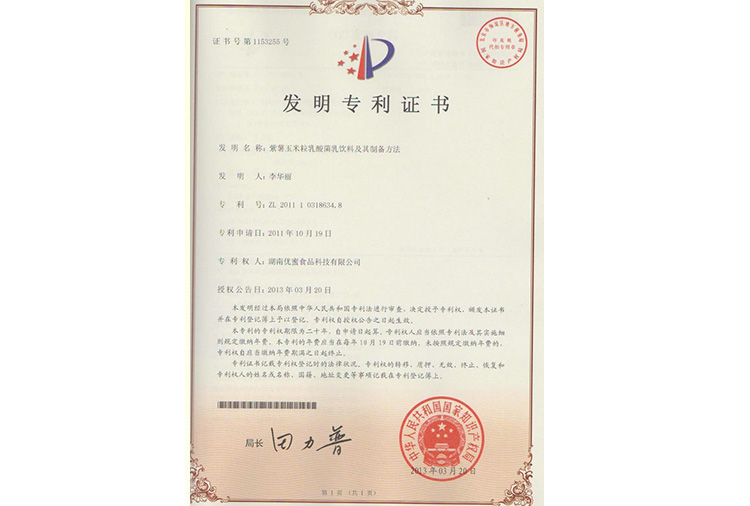 证书号第1153255号
发明专利证书
发明名称：紫薯玉米粒乳酸菌乳饮料及其制备方法
发明人：李华丽
专利号：ZL 2011 1 0318634.8
专利申请日：2011年10月19日
专利权人：湖南优蜜食品科技有限公司
授权公告日：2013年03月20日
本发明经过本局依照中华人民共和国专利法进行审查，决定授予专利权，颁发本证书
并在专利登记簿上予以登记。专利权自授权公告之日起生效。
本专利的专利权期限为二十年，自申请日起算。专利权人应当依照专利法及其实施细
则规定缴纳年费。本专利的年费应当在每年10月19日前缴纳。未按照规定缴纳年费的，
专利权自应当缴纳年费期满之日起终止。
专利证书记载专利权登记时的法律状况。专利权的转移、质押、无效、终止、恢复和
专利权人的姓名或名称、国籍、地址变更等事项记载在专利登记簿上。
局长 田力普
中华人民共和国国家知识产权局
2013年03月20日
第1页（共1页）